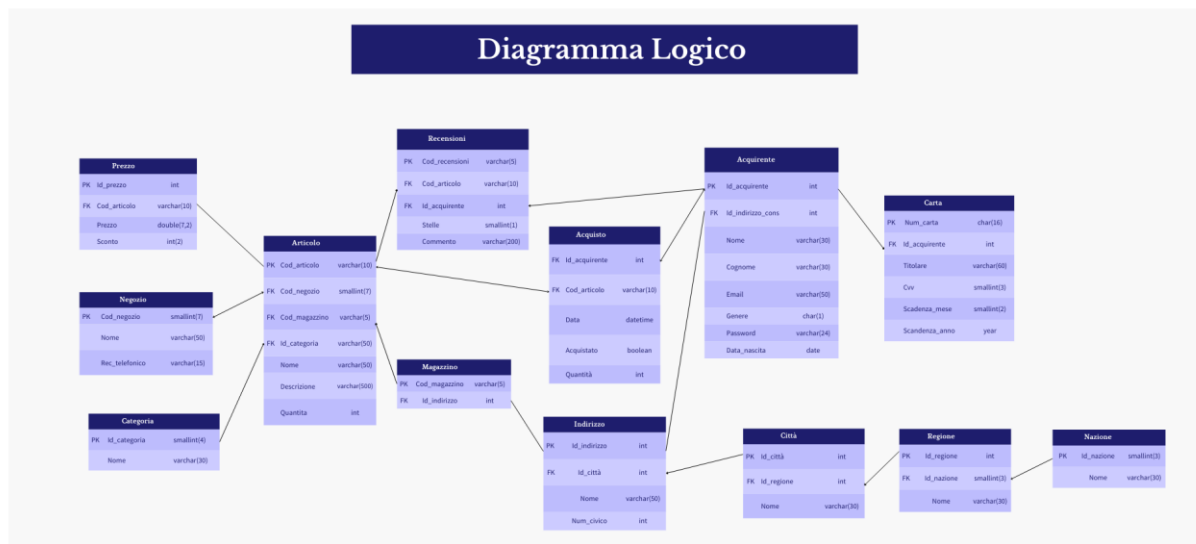 Diagramma Logico
Prezzo
PK Id_prezzo int
FK Cod_articolo varchar(10)
Prezzo double(7,2)
Sconto int(2)
Negozio
PK Cod_negozio smallint(7)
Nome varchar(50)
Rec_telefonico varchar(15)
Categoria
PK Id_categoria smallint(4)
Nome varchar(30)
Articolo
PK Cod_articolo varchar(10)
FK Cod_negozio smallint(7)
FK Cod_magazzino varchar(5)
FK Id_categoria varchar(50)
Nome varchar(50)
Descrizione varchar(500)
Quantita int
Recensioni
PK Cod_recensioni varchar(5)
FK Cod_articolo varchar(10)
FK Id_acquirente int
Stelle smallint(1)
Commento varchar(200)
Magazzino
PK Cod_magazzino varchar(5)
FK Id_indirizzo int
Acquisto
FK Id_acquirente int
FK Cod_articolo varchar(10)
Data datetime
Acquistato boolean
Quantità int
Indirizzo
PK Id_indirizzo int
FK Id_città int
Nome varchar(50)
Num_civico int
Acquirente
PK Id_acquirente int
FK Id_indirizzo_cons int
Nome varchar(30)
Cognome varchar(30)
Email varchar(50)
Genere char(1)
Password varchar(24)
Data_nascita date
Carta
PK Num_carta char(16)
FK Id_acquirente int
Titolare varchar(60)
Cvv smallint(3)
Scadenza_mese smallint(2)
Scandenza_anno year
Città
PK Id_città int
FK Id_regione int
Nome varchar(30)
Regione
PK Id_regione int
FK Id_nazione smallint(3)
Nome varchar(30)
Nazione
PK Id_nazione smallint(3)
Nome varchar(30)